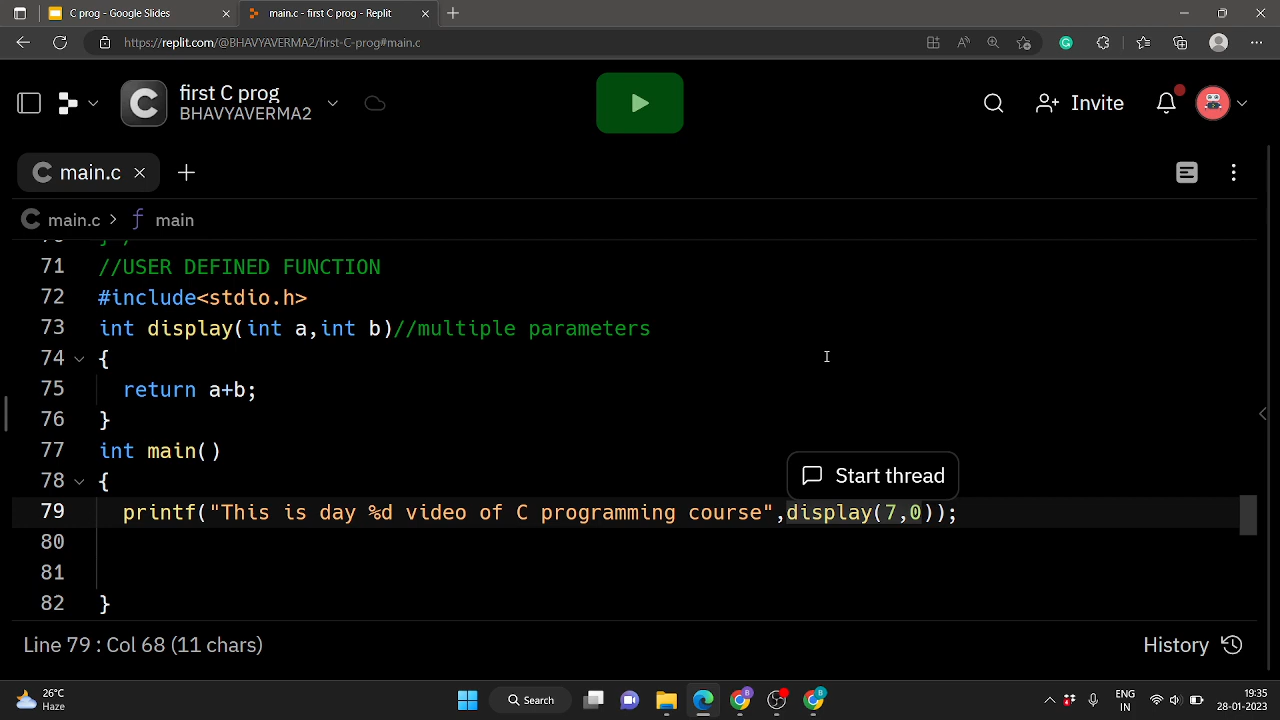 C prog - Google Slides
main.c - first C prog - Replit
https://replit.com/@BHAVYAVERMA2/first-C-prog#main.c
first C prog
BHAVYAVERMA2
Invite
main.c
main.c > main
71 //USER DEFINED FUNCTION
72 #include<stdio.h>
73 int display(int a,int b)//multiple parameters
74 {
75 return a+b;
76 }
77 int main()
Start thread
78 {
79 printf("This is day %d video of C programming course",display(7,0));
80
81
82 }
Line 79 : Col 68 (11 chars)
History
26°C
Haze
Search
ENG
IN
19:35
28-01-2023